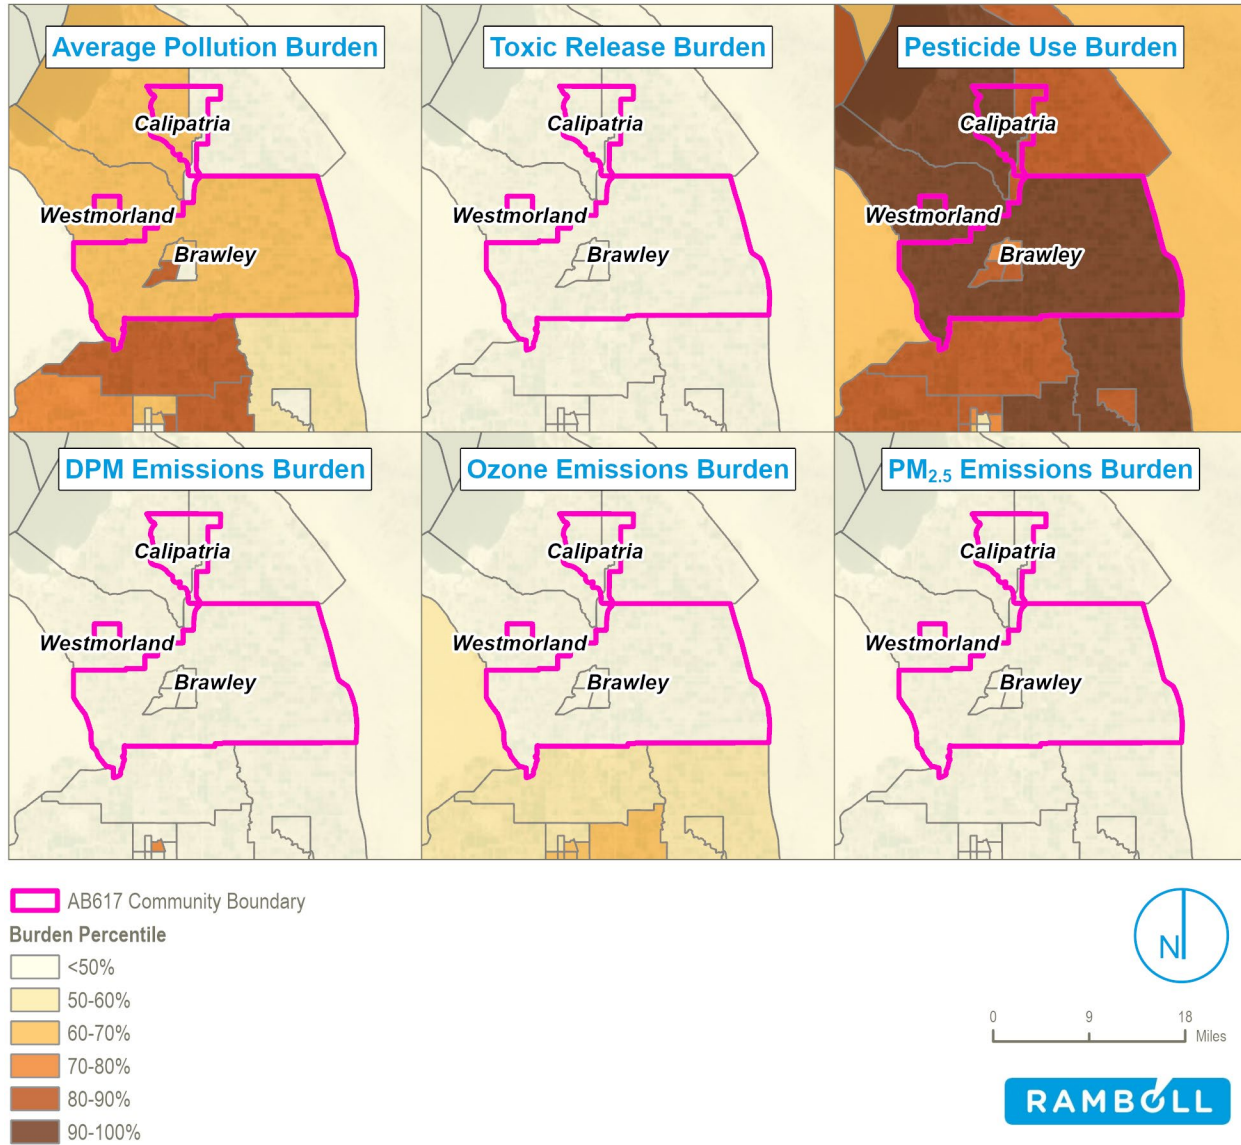 Average Pollution Burden
Toxic Release Burden
Pesticide Use Burden
Calipatria
Calipatria
Calipatria
Westmorland
Westmorland
Westmorland
Brawley
Brawley
Brawley
DPM Emissions Burden
Ozone Emissions Burden
PM2.5 Emissions Burden
Calipatria
Calipatria
Calipatria
Westmorland
Westmorland
Westmorland
Brawley
Brawley
Brawley
AB617 Community Boundary
Burden Percentile
<50%
50-60%
60-70%
70-80%
80-90%
90-100%
N
0 9 18
Miles
RAMBOLL